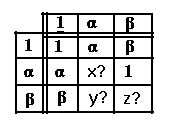 1 α β
1 1 α β
α α x? 1
β β y? z?